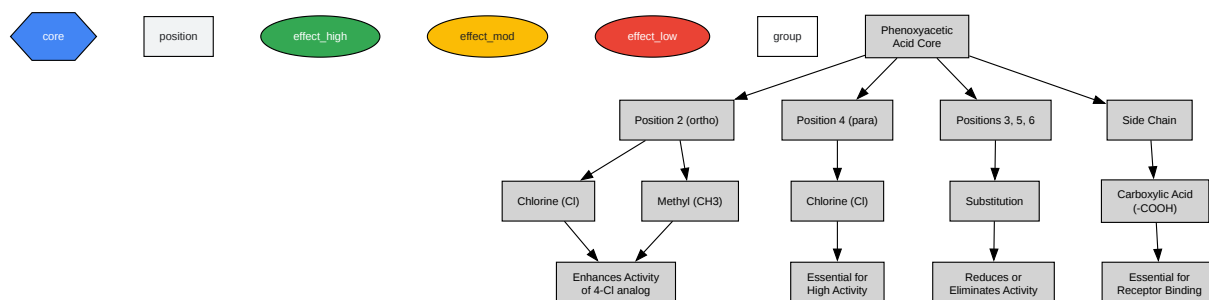 core
position
effect_high
effect_mod
effect_low
group
Phenoxyacetic
Acid Core
Position 2 (ortho)
Position 4 (para)
Positions 3, 5, 6
Side Chain
Chlorine (Cl)
Methyl (CH3)
Chlorine (Cl)
Substitution
Carboxylic Acid
(-COOH)
Enhances Activity
of 4-Cl analog
Essential for
High Activity
Reduces or
Eliminates Activity
Essential for
Receptor Binding